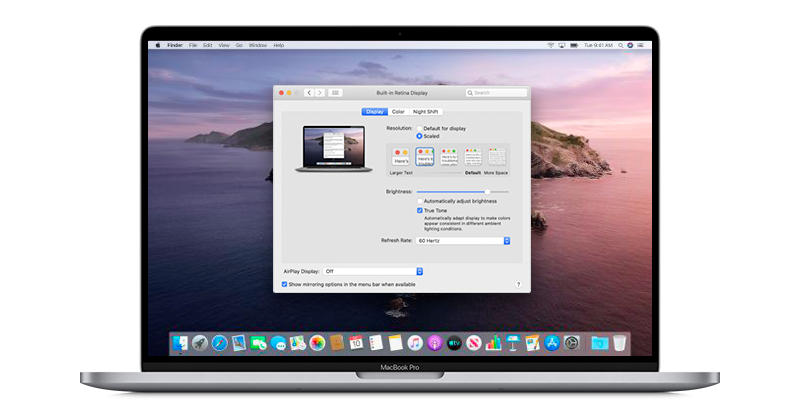 Finder File Edit View Go Window Help Tue 9:41 AM
Built-in Retina Display
Search
Display Color Night Shift
Resolution: Default for display
Scaled
Here's Here's t Here's to troublema
Larger Text Default More Space
Brightness:
Automatically adjust brightness
True Tone
Automatically adapt display to make colors
appear consistent in different ambient
lighting conditions.
Refresh Rate: 60 Hertz
AirPlay Display: Off
Show mirroring options in the menu bar when available
?
10
tv
MacBook Pro